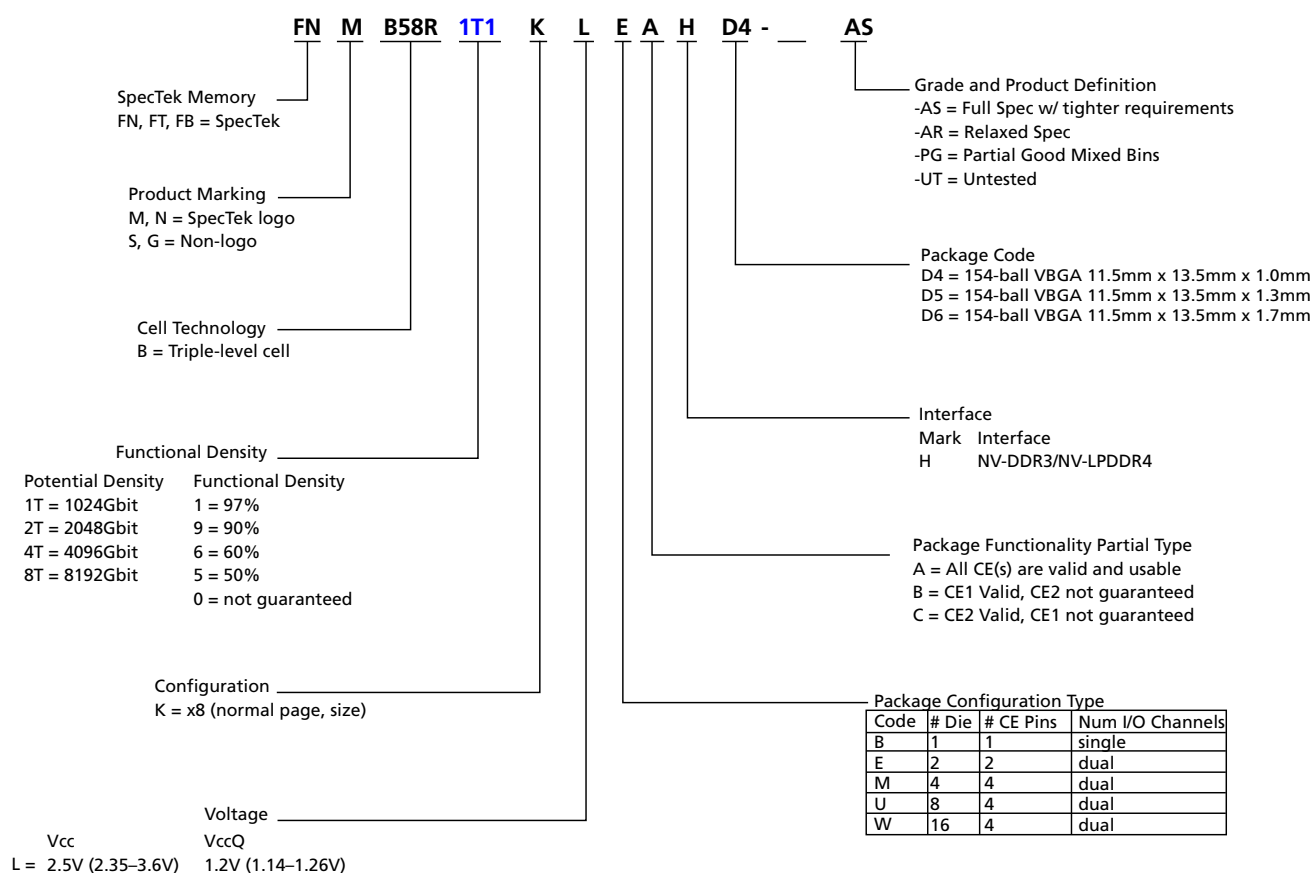 FN M B58R 1T1 K L E A H D4 - __ AS
SpecTek Memory
FN, FT, FB = SpecTek
Product Marking
M, N = SpecTek logo
S, G = Non-logo
Cell Technology
B = Triple-level cell
Functional Density
Potential Density Functional Density
1T = 1024Gbit 1 = 97%
2T = 2048Gbit 9 = 90%
4T = 4096Gbit 6 = 60%
8T = 8192Gbit 5 = 50%
0 = not guaranteed
Configuration
K = x8 (normal page, size)
Voltage
Vcc VccQ
L = 2.5V (2.35–3.6V) 1.2V (1.14–1.26V)
Grade and Product Definition
-AS = Full Spec w/ tighter requirements
-AR = Relaxed Spec
-PG = Partial Good Mixed Bins
-UT = Untested
Package Code
D4 = 154-ball VBGA 11.5mm x 13.5mm x 1.0mm
D5 = 154-ball VBGA 11.5mm x 13.5mm x 1.3mm
D6 = 154-ball VBGA 11.5mm x 13.5mm x 1.7mm
Interface
Mark Interface
H NV-DDR3/NV-LPDDR4
Package Functionality Partial Type
A = All CE(s) are valid and usable
B = CE1 Valid, CE2 not guaranteed
C = CE2 Valid, CE1 not guaranteed
Package Configuration Type
Code # Die # CE Pins Num I/O Channels
B 1 1 single
E 2 2 dual
M 4 4 dual
U 8 4 dual
W 16 4 dual